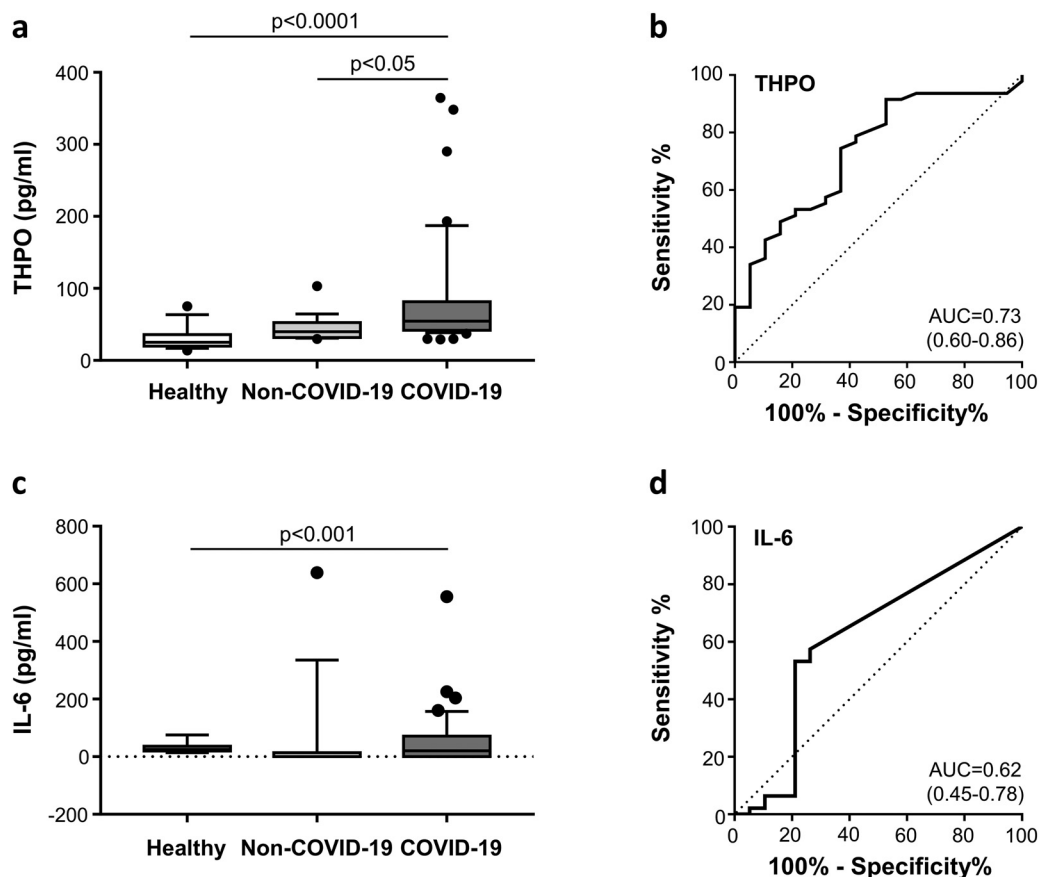 a
p<0.0001
p<0.05
400
300
200
100
0
THPO (pg/ml)
Healthy Non-COVID-19 COVID-19
b
THPO
100
80
60
40
20
0
Sensitivity %
AUC=0.73
(0.60-0.86)
0 20 40 60 80 100
100% - Specificity%
c
p<0.001
800
600
400
200
0
-200
IL-6 (pg/ml)
Healthy Non-COVID-19 COVID-19
d
IL-6
100
80
60
40
20
0
Sensitivity %
AUC=0.62
(0.45-0.78)
0 20 40 60 80 100
100% - Specificity%